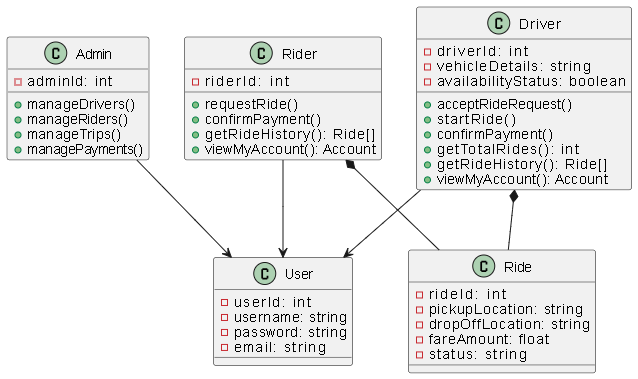 C Admin
adminId: int
manageDrivers()
manageRiders()
manageTrips()
managePayments()
C Rider
riderId: int
requestRide()
confirmPayment()
getRideHistory(): Ride[]
viewMyAccount(): Account
C Driver
driverId: int
vehicleDetails: string
availabilityStatus: boolean
acceptRideRequest()
startRide()
confirmPayment()
getTotalRides(): int
getRideHistory(): Ride[]
viewMyAccount(): Account
C User
userId: int
username: string
password: string
email: string
C Ride
rideId: int
pickupLocation: string
dropOffLocation: string
fareAmount: float
status: string